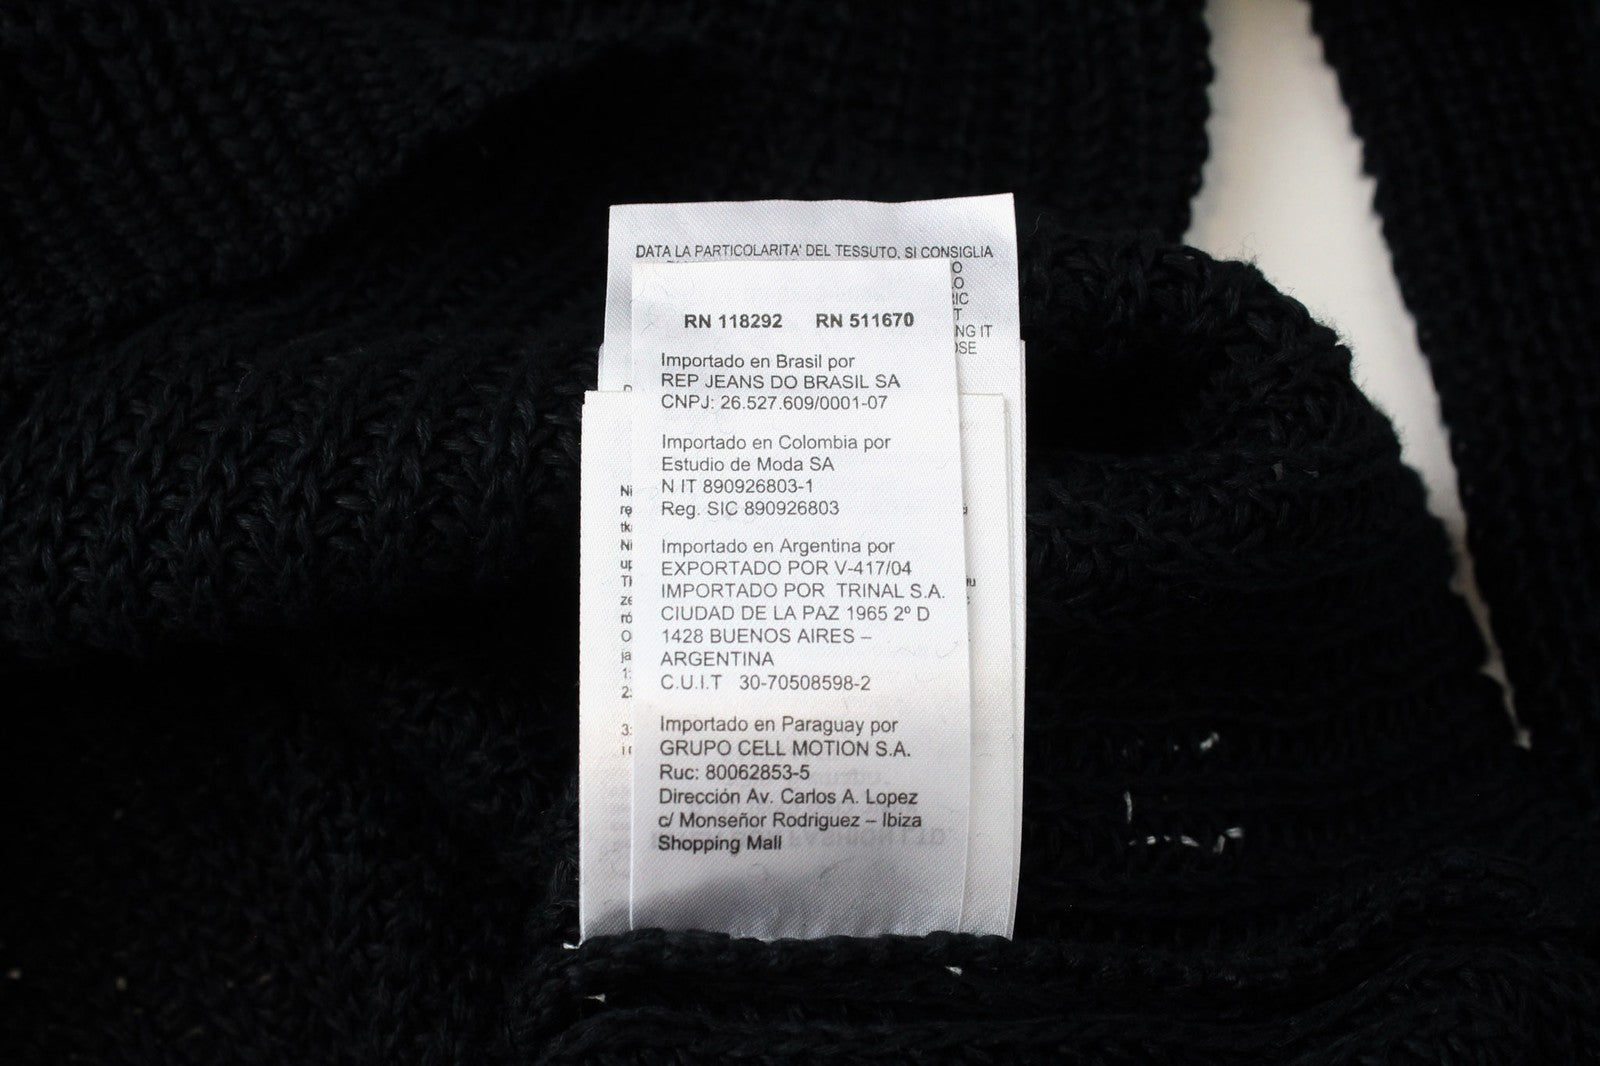 DATA LA PARTICOLARITA' DEL TESSUTO, SI CONSIGLIA
NG IT
RN 118292 RN 511670
Importado en Brasil por
REP JEANS DO BRASIL SA
CNPJ: 26.527.609/0001-07
Importado en Colombia por
Estudio de Moda SA
N IT 890926803-1
Reg. SIC 890926803
Importado en Argentina por
EXPORTADO POR V-417/04
IMPORTADO POR TRINAL S.A.
CIUDAD DE LA PAZ 1965 2º D
1428 BUENOS AIRES –
ARGENTINA
C.U.I.T 30-70508598-2
Importado en Paraguay por
GRUPO CELL MOTION S.A.
Ruc: 80062853-5
Dirección Av. Carlos A. Lopez
c/ Monseñor Rodriguez – Ibiza
Shopping Mall